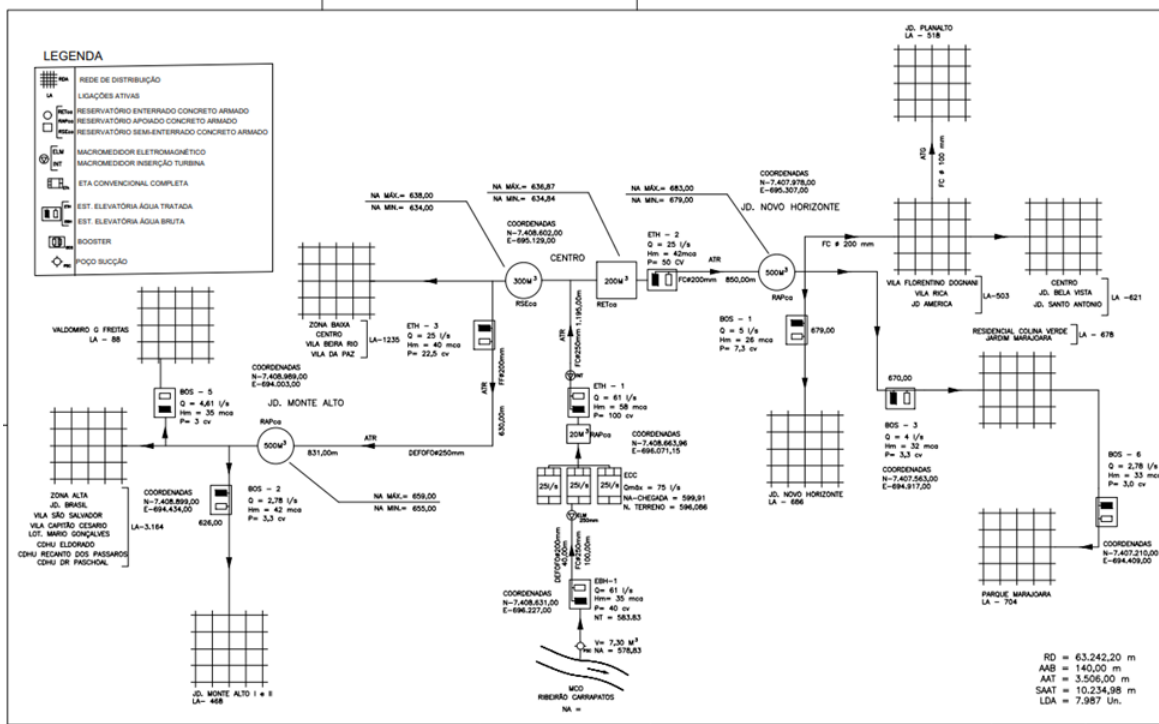 LEGENDA
RDA REDE DE DISTRIBUIÇÃO
LA LIGAÇÕES ATIVAS
RETca RESERVATÓRIO ENTERRADO CONCRETO ARMADO
RAPca RESERVATÓRIO APOIADO CONCRETO ARMADO
RSEca RESERVATÓRIO SEMI-ENTERRADO CONCRETO ARMADO
ELM MACROMEDIDOR ELETROMAGNÉTICO
INT MACROMEDIDOR INSERÇÃO TURBINA
ETA CONVENCIONAL COMPLETA
EST. ELEVATÓRIA ÁGUA TRATADA
EST. ELEVATÓRIA ÁGUA BRUTA
BOOSTER
POÇO SUCÇÃO
JD. PLANALTO
LA - 518
ATG
FC # 100 mm
NA MÁX.= 638,00
NA MIN.= 634,00
NA MÁX.= 636,87
NA MIN.= 634,84
NA MÁX.= 683,00
NA MIN.= 679,00
COORDENADAS
N-7.407.978,00
E-695.307,00
JD. NOVO HORIZONTE
COORDENADAS
N-7.408.602,00
E-695.129,00
CENTRO
300M³
RSEca
200M³
RETca
ETH - 2
Q = 25 l/s
Hm = 42mca
P= 50 CV
ATR
FC#200mm
850,00m
500M³
RAPca
FC # 200 mm
VILA FLORENTINO DOGNANI
VILA RICA
JD AMERICA
LA-503
CENTRO
JD. BELA VISTA
JD. SANTO ANTONIO
LA -621
ZONA BAIXA
CENTRO
VILA BEIRA RIO
VILA DA PAZ
LA-1235
ETH - 3
Q = 25 l/s
Hm = 40 mca
P = 22,5 cv
ATR
FF#200mm
630,00m
ATR
FC#250mm 1.195,00m
INT
BOS - 1
Q = 5 l/s
Hm = 26 mca
P= 7,3 cv
679,00
RESIDENCIAL COLINA VERDE
JARDIM MARAJOARA
LA - 678
VALDOMIRO G FREITAS
LA - 88
COORDENADAS
N-7.408.989,00
E-694.003,00
JD. MONTE ALTO
BOS - 5
Q = 4,61 l/s
Hm = 35 mca
P= 3 cv
RAPca
500M³
831,00m
ATR
DEFOFO#250mm
ETH - 1
Q = 61 l/s
Hm = 58 mca
P= 100 cv
20M³
RAPca
COORDENADAS
N-7.408.663,96
E-696.071,15
670,00
BOS - 3
Q = 4 l/s
Hm = 32 mca
P= 3,3 cv
COORDENADAS
N-7.407.563,00
E-694.917,00
BOS - 6
Q = 2,78 l/s
Hm = 33 mca
P= 3,0 cv
COORDENADAS
N-7.407.210,00
E-694.409,00
25l/s
25l/s
25l/s
ECC
Qmáx = 75 l/s
NA-CHEGADA = 599,91
N. TERRENO = 596,086
ELM
250mm
JD. NOVO HORIZONTE
LA - 686
ZONA ALTA
JD. BRASIL
VILA SÃO SALVADOR
VILA CAPITÃO CESARIO
LOT. MARIO GONÇALVES
CDHU ELDORADO
CDHU RECANTO DOS PASSAROS
CDHU DR PASCHOAL
LA-3.164
COORDENADAS
N-7.408.899,00
E-694.434,00
626,00
BOS - 2
Q = 2,78 l/s
Hm = 42 mca
P= 3,3 cv
NA MÁX.= 659,00
NA MIN.= 655,00
DEFOFO#200mm
40,00m
FC#250mm
100,00m
COORDENADAS
N-7.408.631,00
E-696.227,00
EBH-1
Q= 61 l/s
Hm= 35 mca
P= 40 cv
NT = 583.83
V= 7,30 M³
NA = 578,83
MCO
RIBEIRÃO CARRAPATOS
NA =
JD. MONTE ALTO I e II
LA- 468
PARQUE MARAJOARA
LA - 704
RD = 63.242,20 m
AAB = 140,00 m
AAT = 3.506,00 m
SAAT = 10.234,98 m
LDA = 7.987 Un.